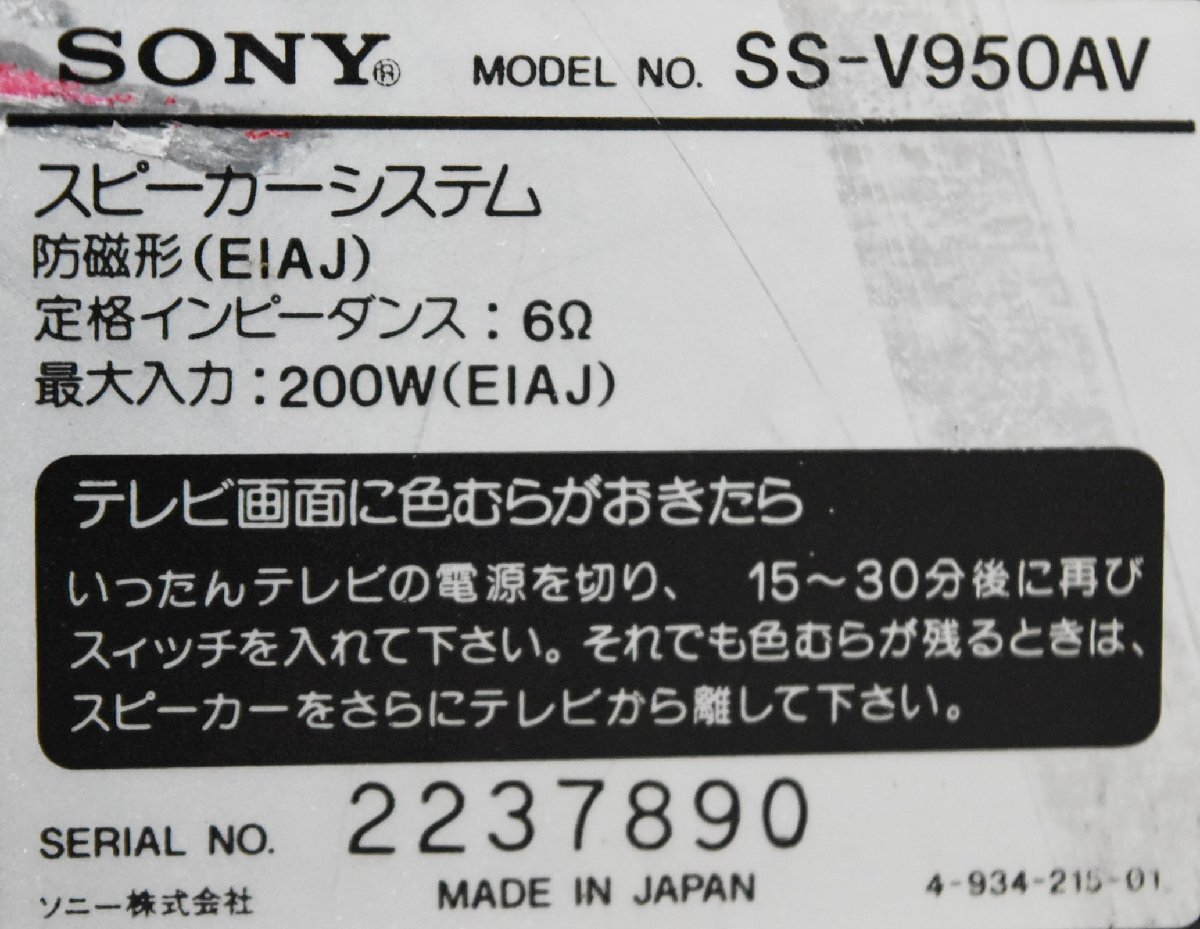 SONY® MODEL NO. SS-V950AV
スピーカーシステム
防磁形(EIAJ)
定格インピーダンス:6Ω
最大入力:200W(EIAJ)
テレビ画面に色むらがおきたら
いったんテレビの電源を切り、 15~30分後に再び
スィッチを入れて下さい。それでも色むらが残るときは、
スピーカーをさらにテレビから離して下さい。
SERIAL NO. 2237890
ソニー株式会社 MADE IN JAPAN 4-934-215-01